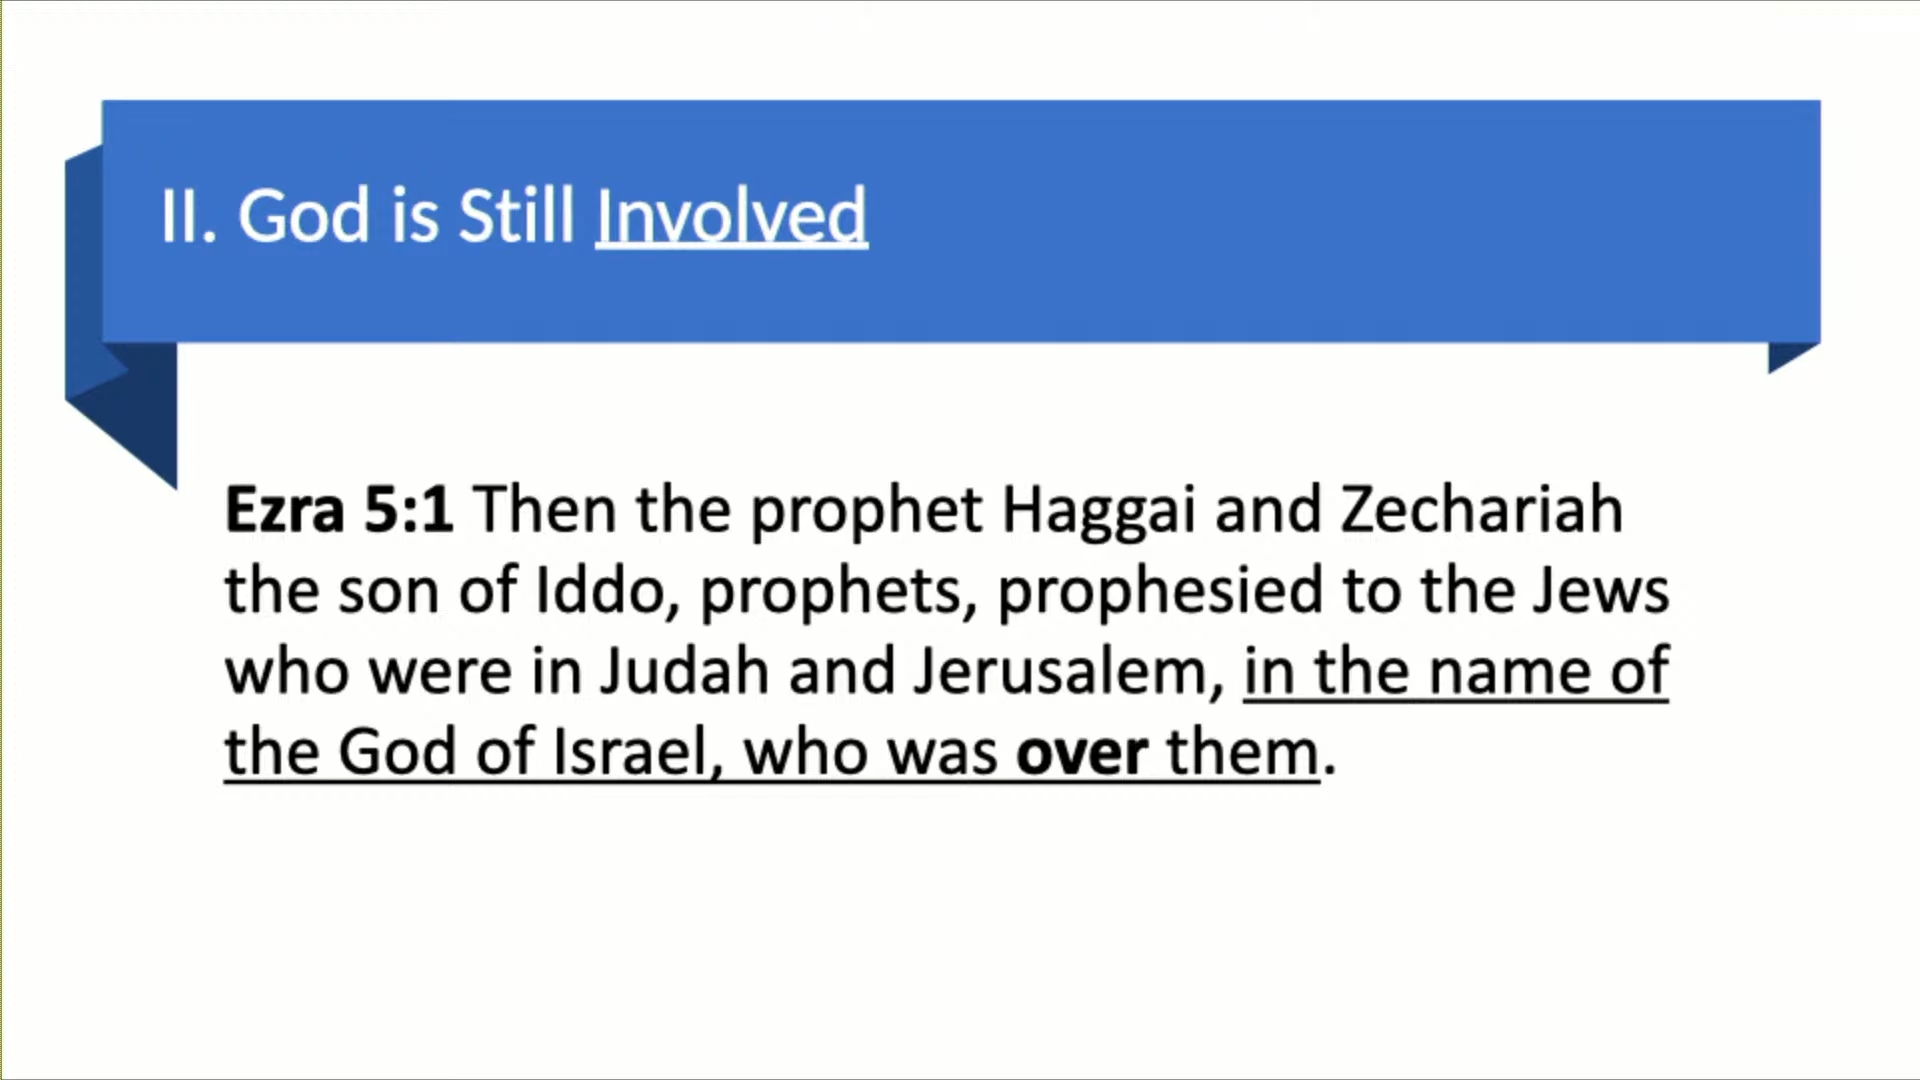 II. God is Still Involved
Ezra 5:1 Then the prophet Haggai and Zechariah
the son of Iddo, prophets, prophesied to the Jews
who were in Judah and Jerusalem, in the name of
the God of Israel, who was over them.